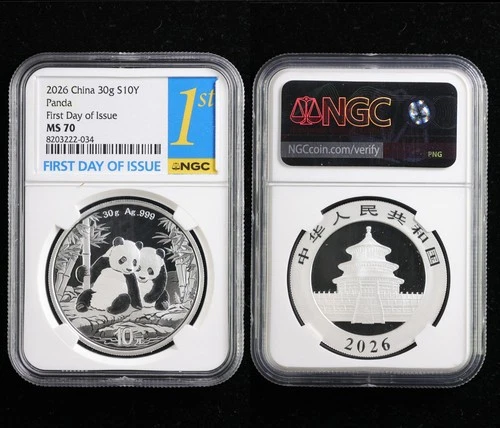 2026 China 30g S10Y
Panda
First Day of Issue
MS 70
8203222-034
1st
FIRST DAY OF ISSUE
NGC
30g Ag.999
10元
NGC
NGCcoin.com/verify
PNG
中华人民共和国
2026